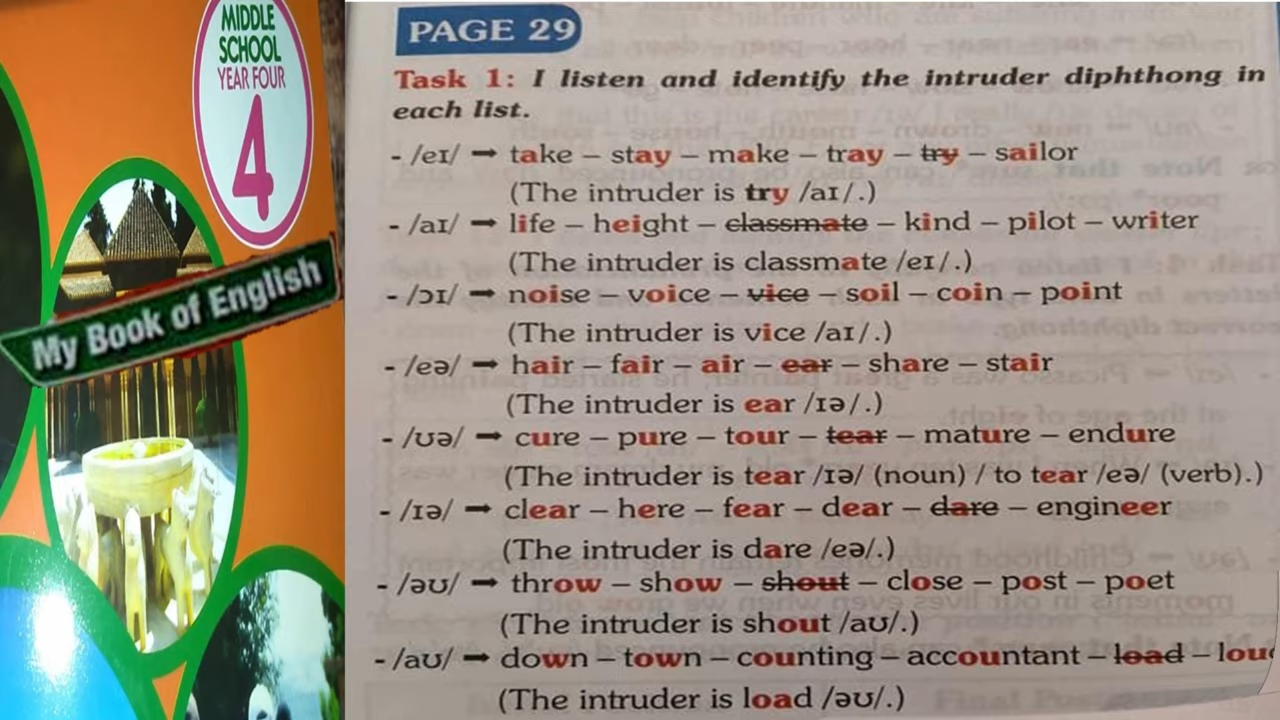 MIDDLE
SCHOOL
YEAR FOUR
4
My Book of English
PAGE 29
Task 1: I listen and identify the intruder diphthong in
each list.
- /eɪ/ ➞ take – stay – make – tray – try – sailor
(The intruder is try /aɪ/.)
- /aɪ/ ➞ life – height – classmate – kind – pilot – writer
(The intruder is classmate /eɪ/.)
- /ɔɪ/ ➞ noise – voice – vice – soil – coin – point
(The intruder is vice /aɪ/.)
- /eə/ ➞ hair – fair – air – ear – share – stair
(The intruder is ear /ɪə/.)
- /ʊə/ ➞ cure – pure – tour – tear – mature – endure
(The intruder is tear /ɪə/ (noun) / to tear /eə/ (verb).)
- /ɪə/ ➞ clear – here – fear – dear – dare – engineer
(The intruder is dare /eə/.)
- /əʊ/ ➞ throw – show – shout – close – post – poet
(The intruder is shout /aʊ/.)
- /aʊ/ ➞ down – town – counting – accountant – load –
(The intruder is load /əʊ/.)